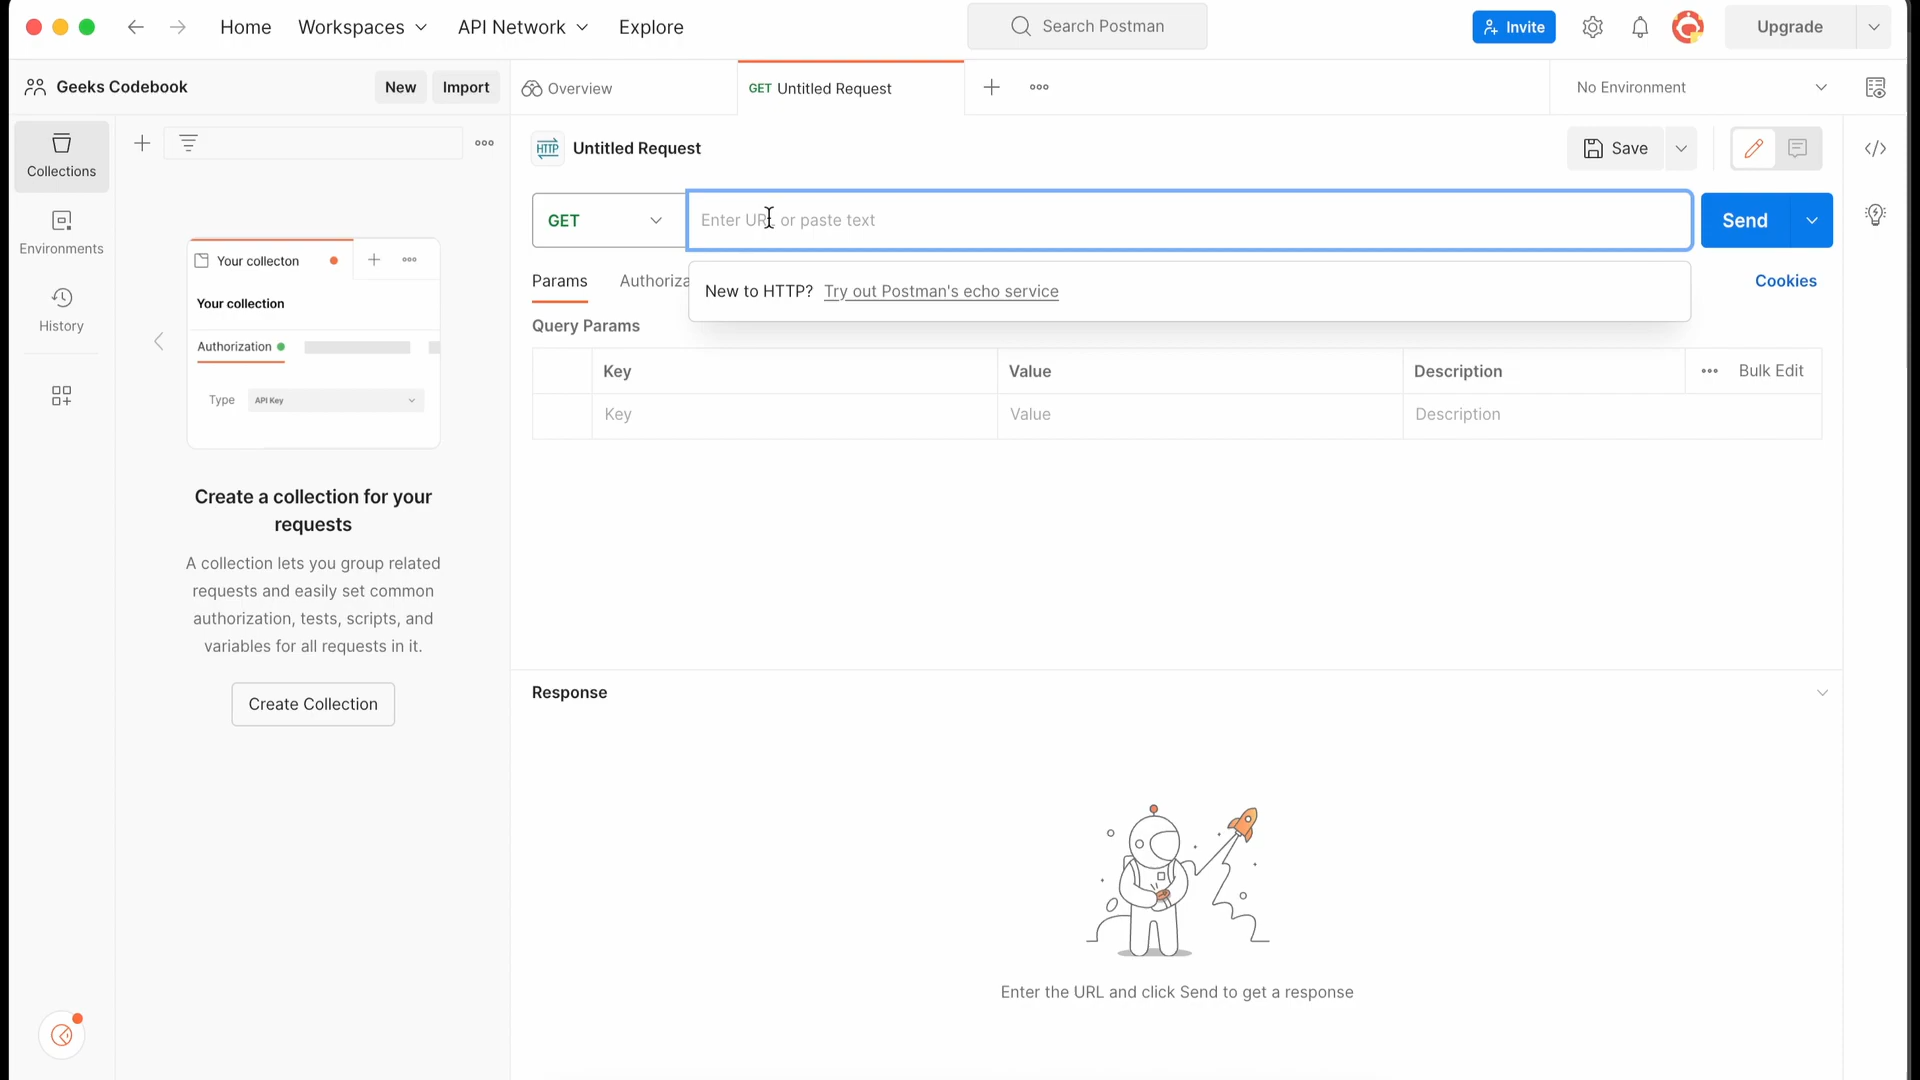 Home
Workspaces
API Network
Explore
Search Postman
Invite
Upgrade
Geeks Codebook
New
Import
Overview
GET Untitled Request
No Environment
Collections
Environments
History
Your collecton
Your collection
Authorization
Type
API Key
Create a collection for your
requests
A collection lets you group related
requests and easily set common
authorization, tests, scripts, and
variables for all requests in it.
Create Collection
HTTP
Untitled Request
Save
GET
Enter URL or paste text
Send
Params
Authoriza
New to HTTP? Try out Postman's echo service
Cookies
Query Params
Key
Value
Description
Bulk Edit
Key
Value
Description
Response
Enter the URL and click Send to get a response